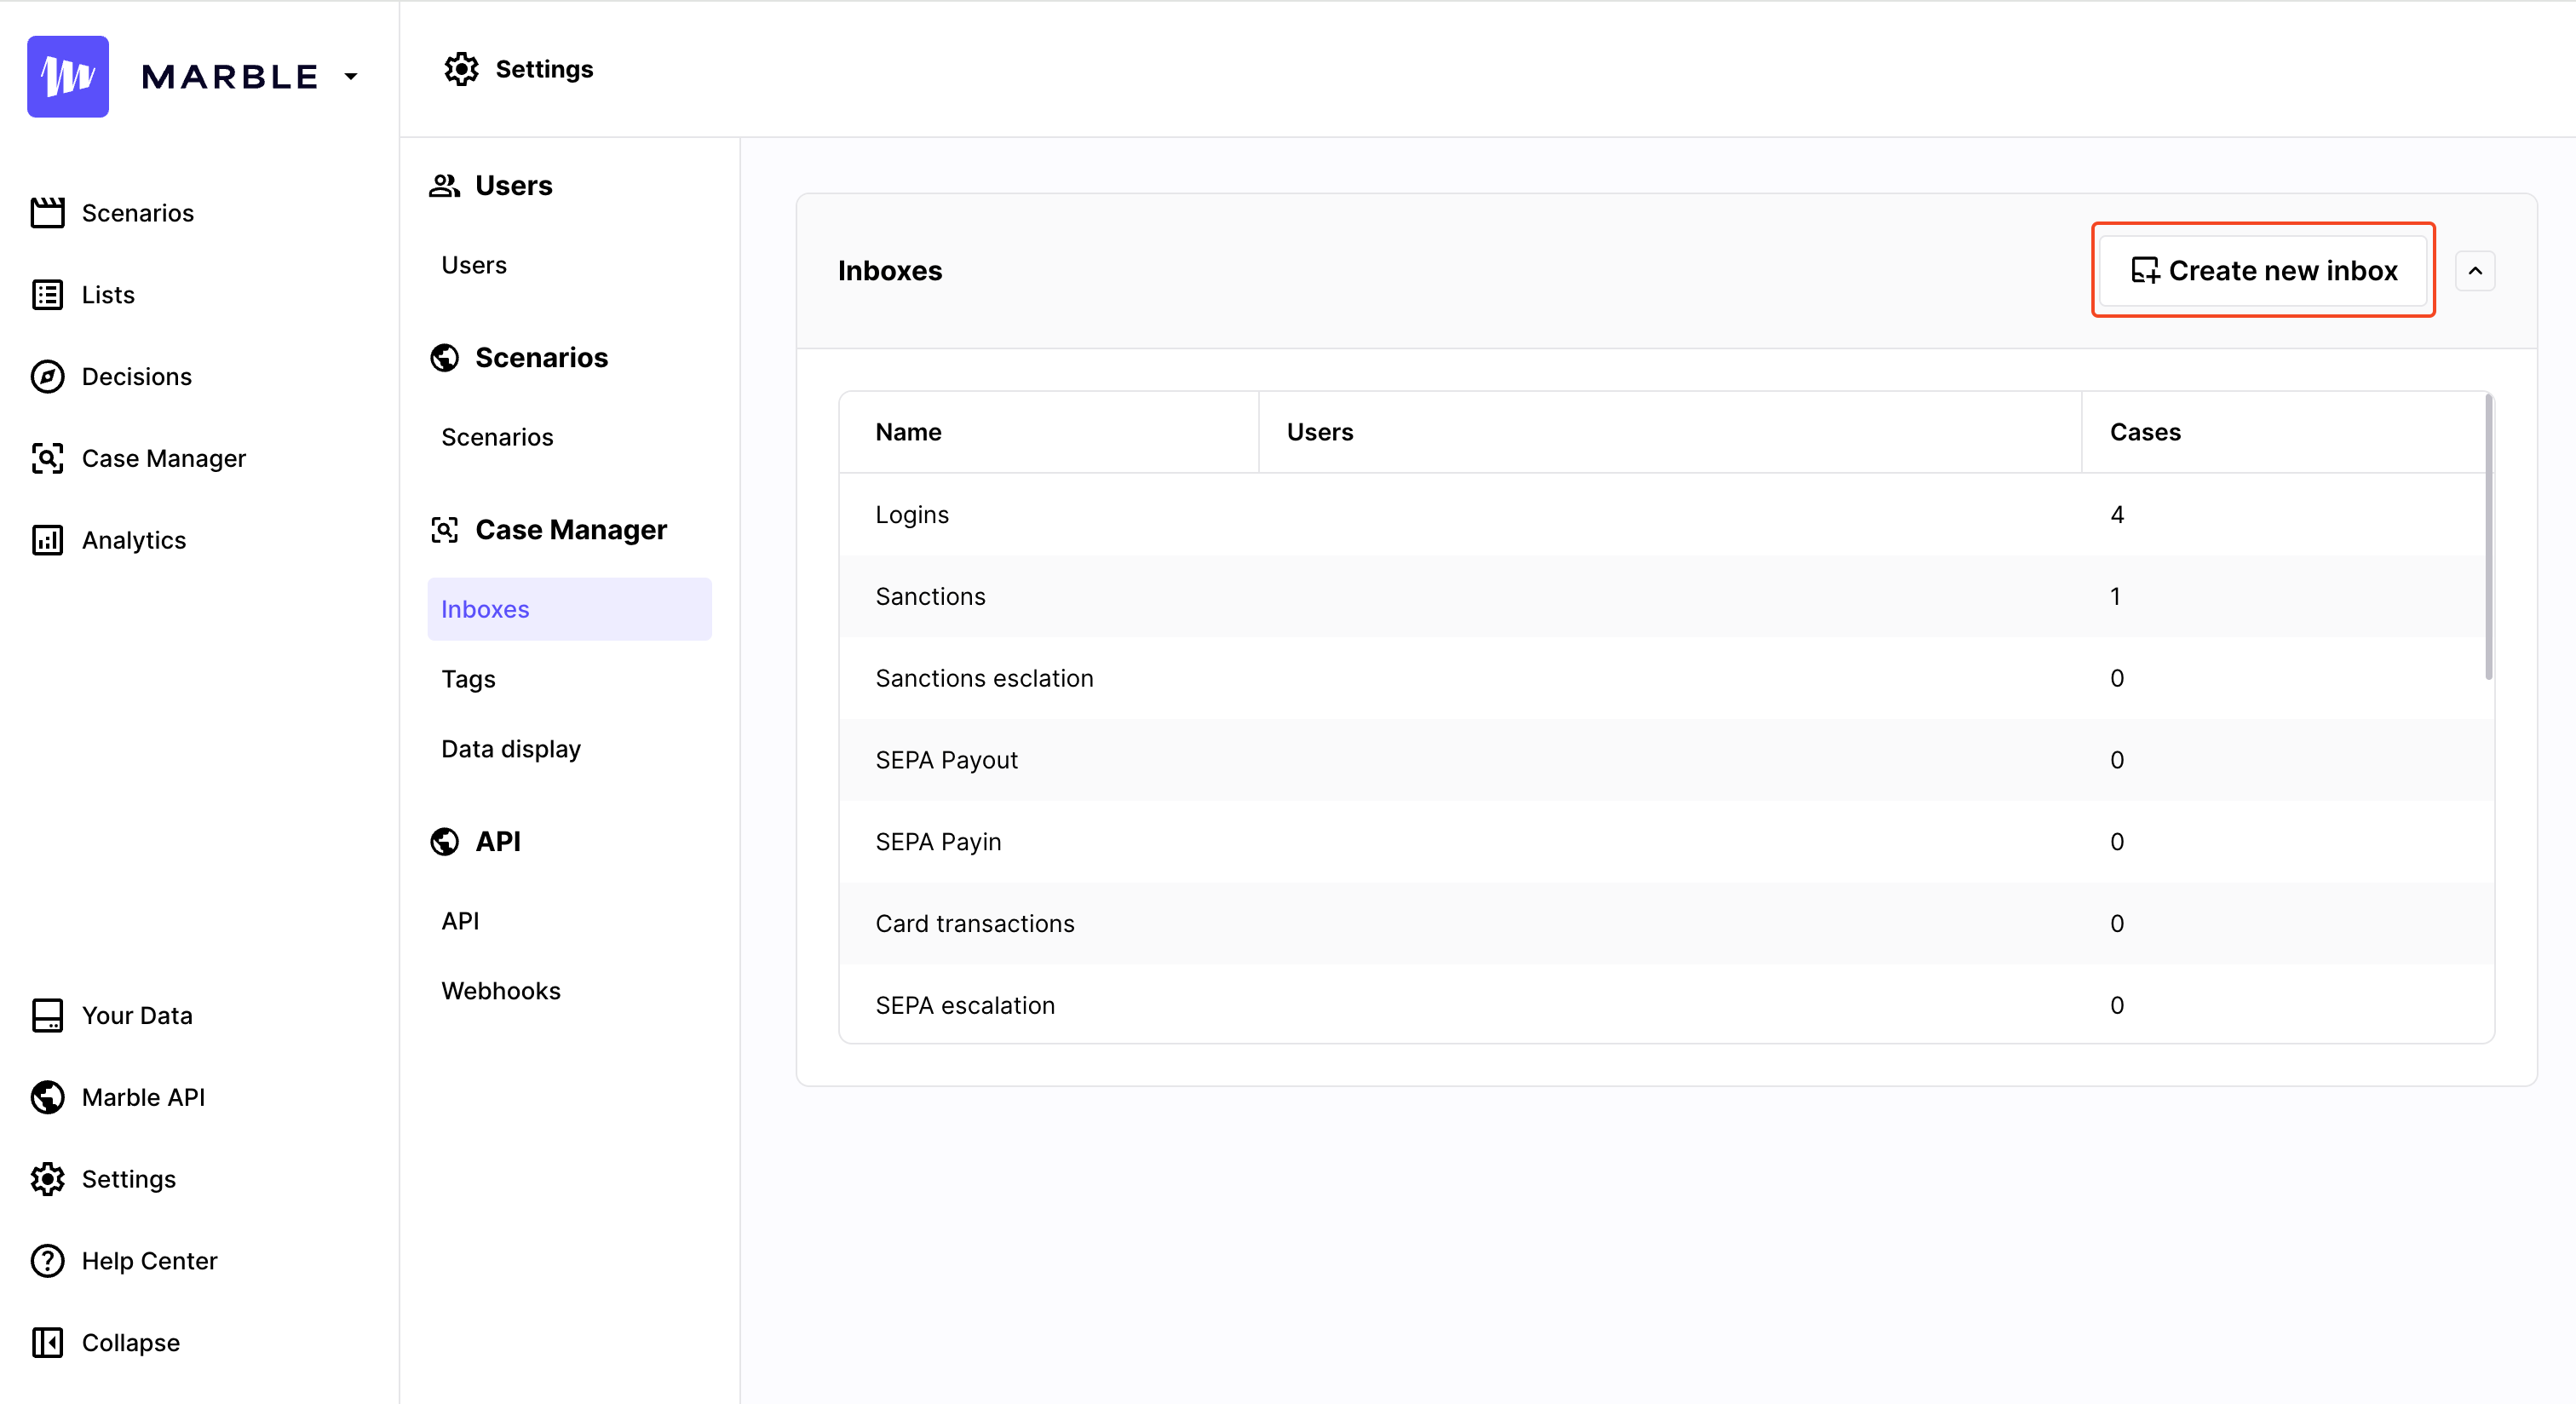 MARBLE
Scenarios
Lists
Decisions
Case Manager
Analytics
Your Data
Marble API
Settings
Help Center
Collapse
Settings
Users
Users
Scenarios
Scenarios
Case Manager
Inboxes
Tags
Data display
API
API
Webhooks
Inboxes Create new inbox
Name Users Cases
Logins 4
Sanctions 1
Sanctions esclation 0
SEPA Payout 0
SEPA Payin 0
Card transactions 0
SEPA escalation 0